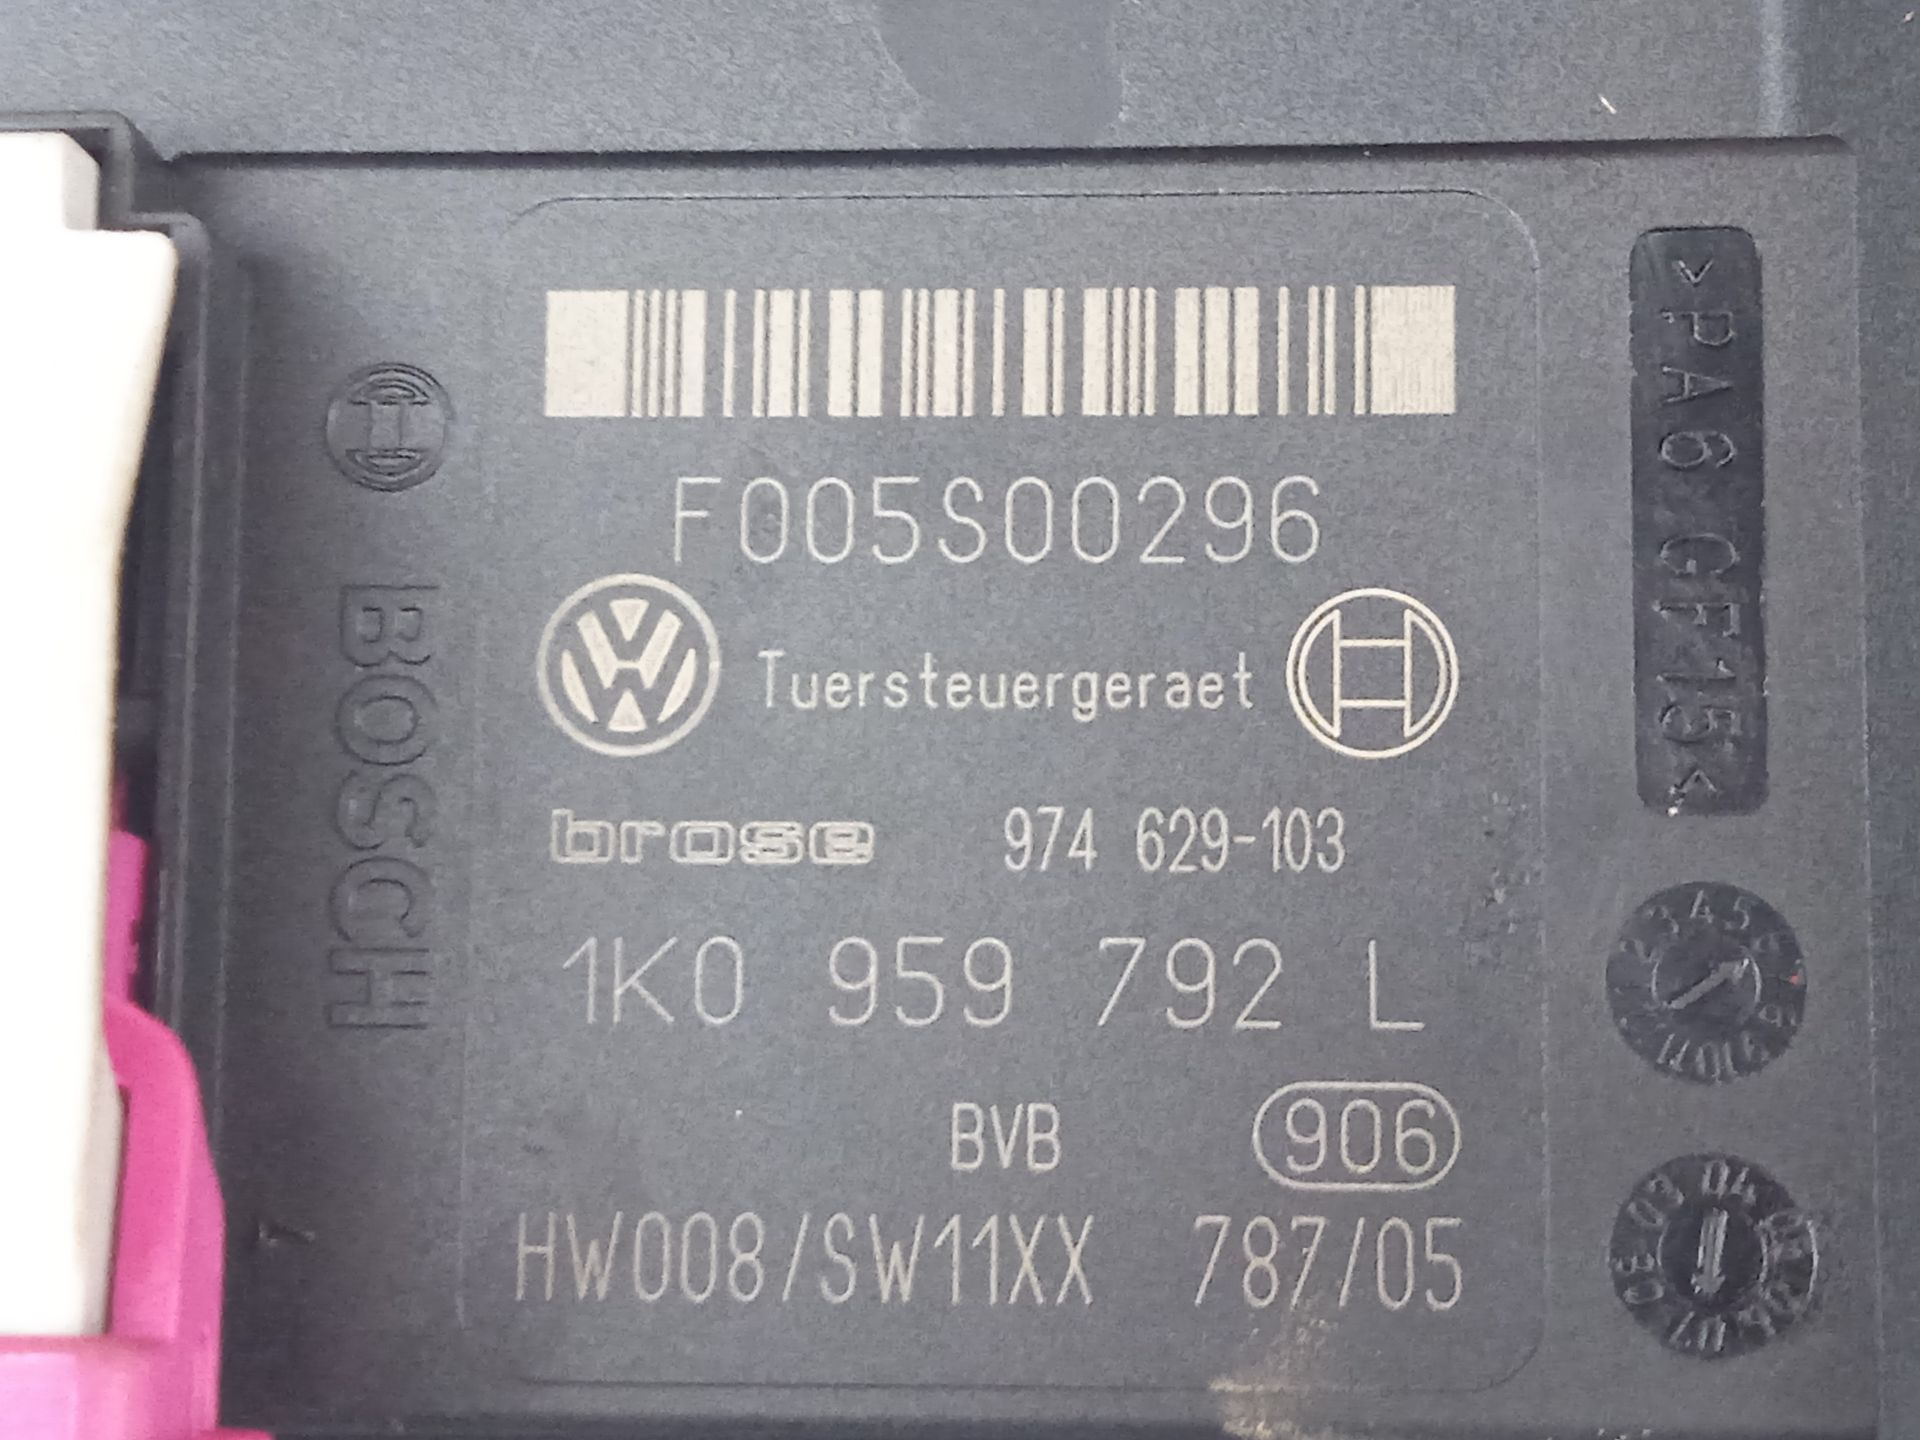 F005S00296
Tuersteuergeraet
brose 974 629-103
1K0 959 792 L
BVB 906
HW008/SW11XX 787/05
BOSCH
>PA6 GF15<